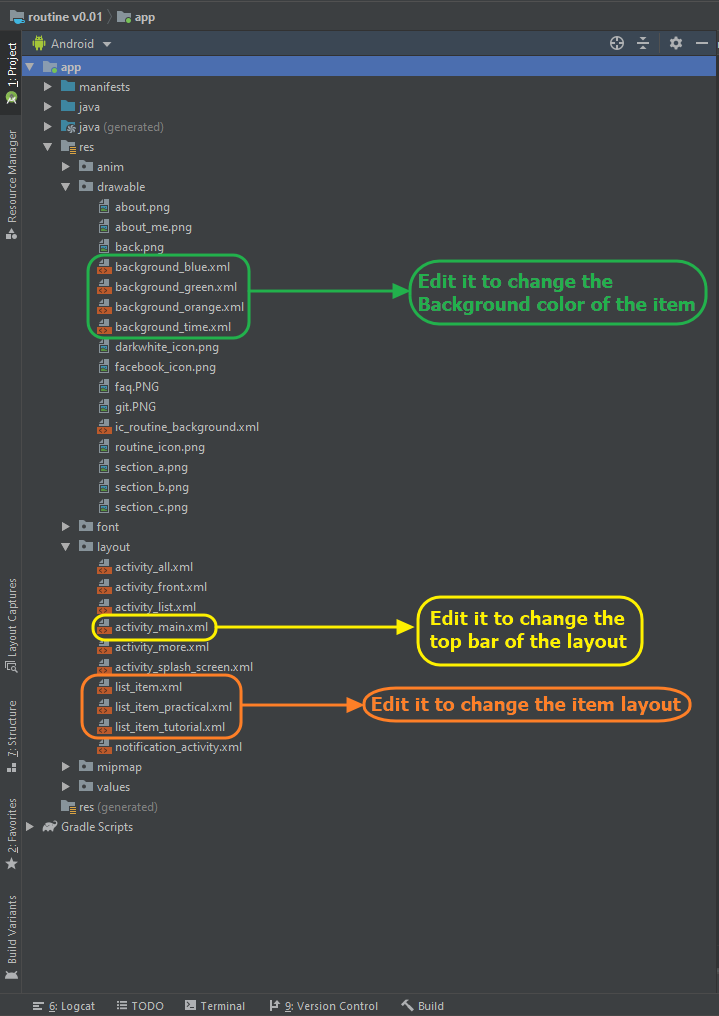 routine v0.01 app
Android
1: Project
app
manifests
java
java (generated)
Resource Manager
res
anim
drawable
about.png
about_me.png
back.png
background_blue.xml
background_green.xml
background_orange.xml
background_time.xml
Edit it to change the
Background color of the item
darkwhite_icon.png
facebook_icon.png
faq.PNG
git.PNG
ic_routine_background.xml
routine_icon.png
section_a.png
section_b.png
section_c.png
font
layout
activity_all.xml
activity_front.xml
activity_list.xml
activity_main.xml
Edit it to change the
top bar of the layout
activity_more.xml
activity_splash_screen.xml
list_item.xml
list_item_practical.xml
list_item_tutorial.xml
Edit it to change the item layout
notification_activity.xml
mipmap
values
res (generated)
Gradle Scripts
Layout Captures
7: Structure
2: Favorites
Build Variants
6: Logcat
TODO
Terminal
9: Version Control
Build